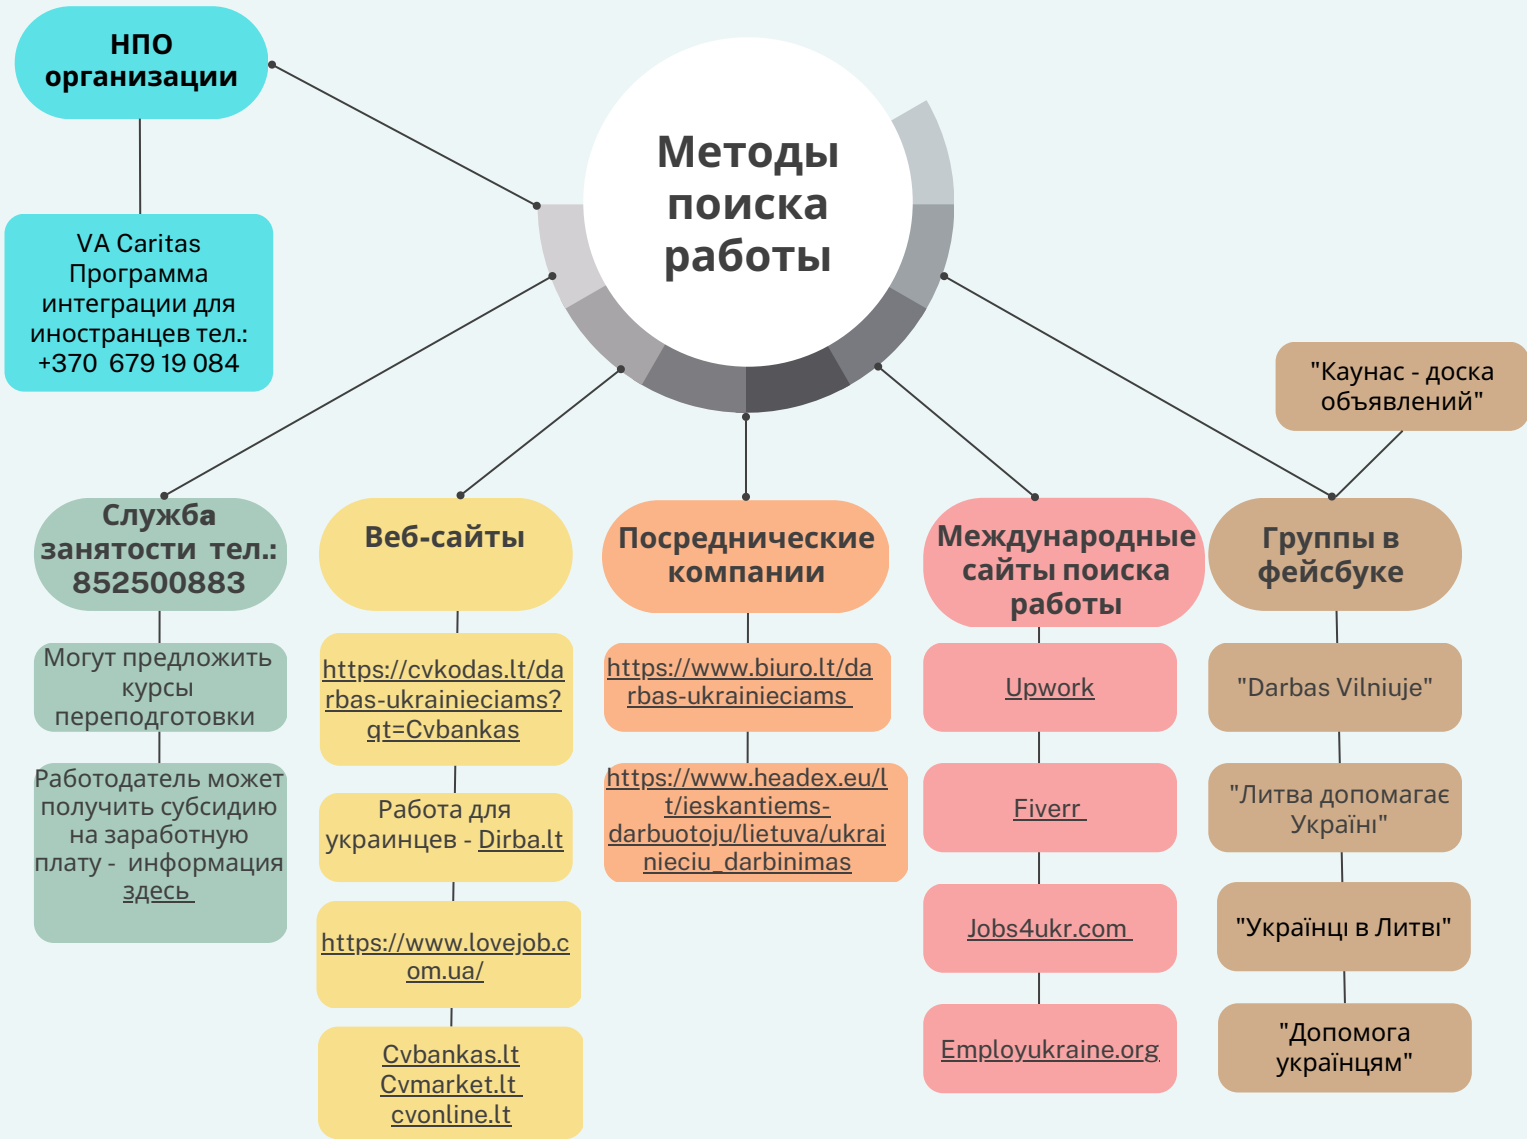 НПО
организации
Методы
поиска
работы
VA Caritas
Программа
интеграции для
иностранцев тел.:
+370 679 19 084
"Каунас - доска
объявлений"
Служба
занятости тел.:
852500883
Могут предложить
курсы
переподготовки
Работодатель может
получить субсидию
на заработную
плату - информация
здесь
Веб-сайты
https://cvkodas.lt/da
rbas-ukrainieciams?
qt=Cvbankas
Работа для
украинцев - Dirba.lt
https://www.lovejob.c
om.ua/
Cvbankas.lt
Cvmarket.lt
cvonline.lt
Посреднические
компании
https://www.biuro.lt/da
rbas-ukrainieciams
https://www.headex.eu/l
t/ieskantiems-
darbuotoju/lietuva/ukrai
nieciu_darbinimas
Международные
сайты поиска
работы
Upwork
Fiverr
Jobs4ukr.com
Employukraine.org
Группы в
фейсбуке
"Darbas Vilniuje"
"Литва допомагає
Україні"
"Українці в Литві"
"Допомога
українцям"